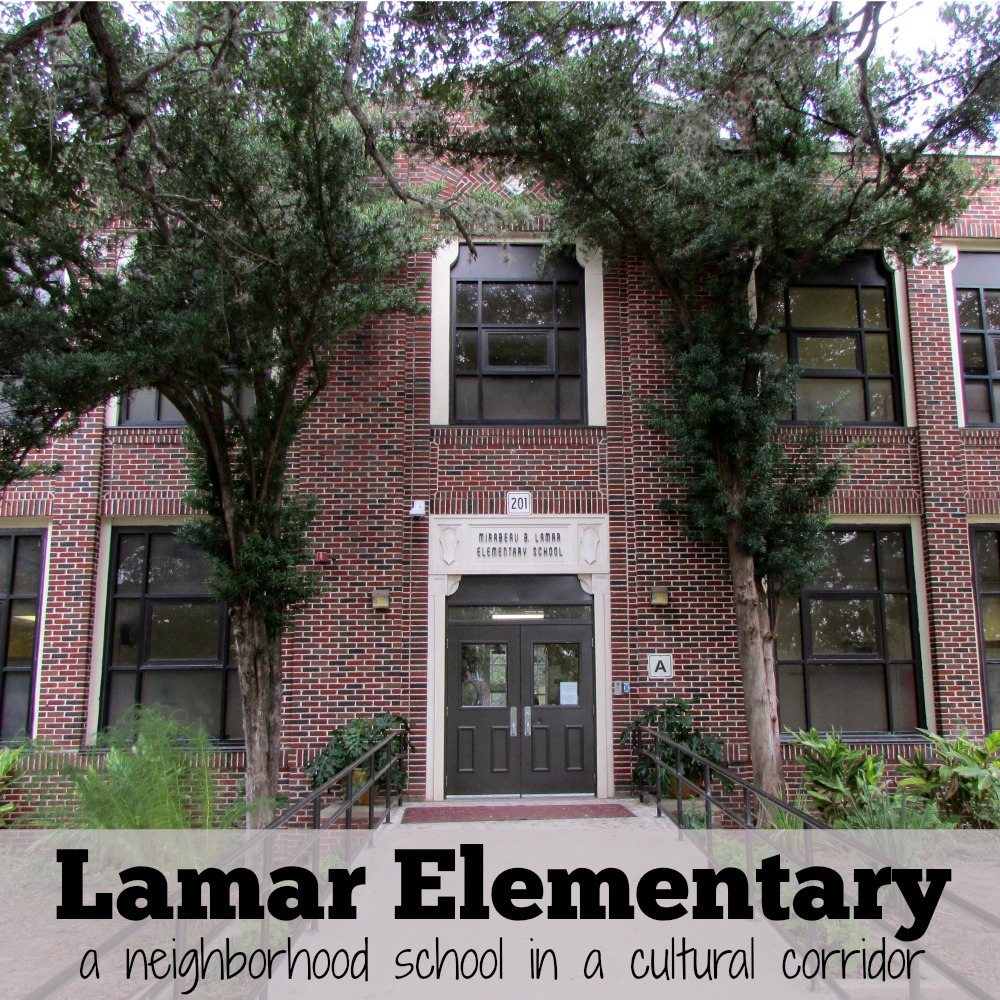 201
MIRABEAU B. LAMAR
ELEMENTARY SCHOOL
A
Lamar Elementary
a neighborhood school in a cultural corridor